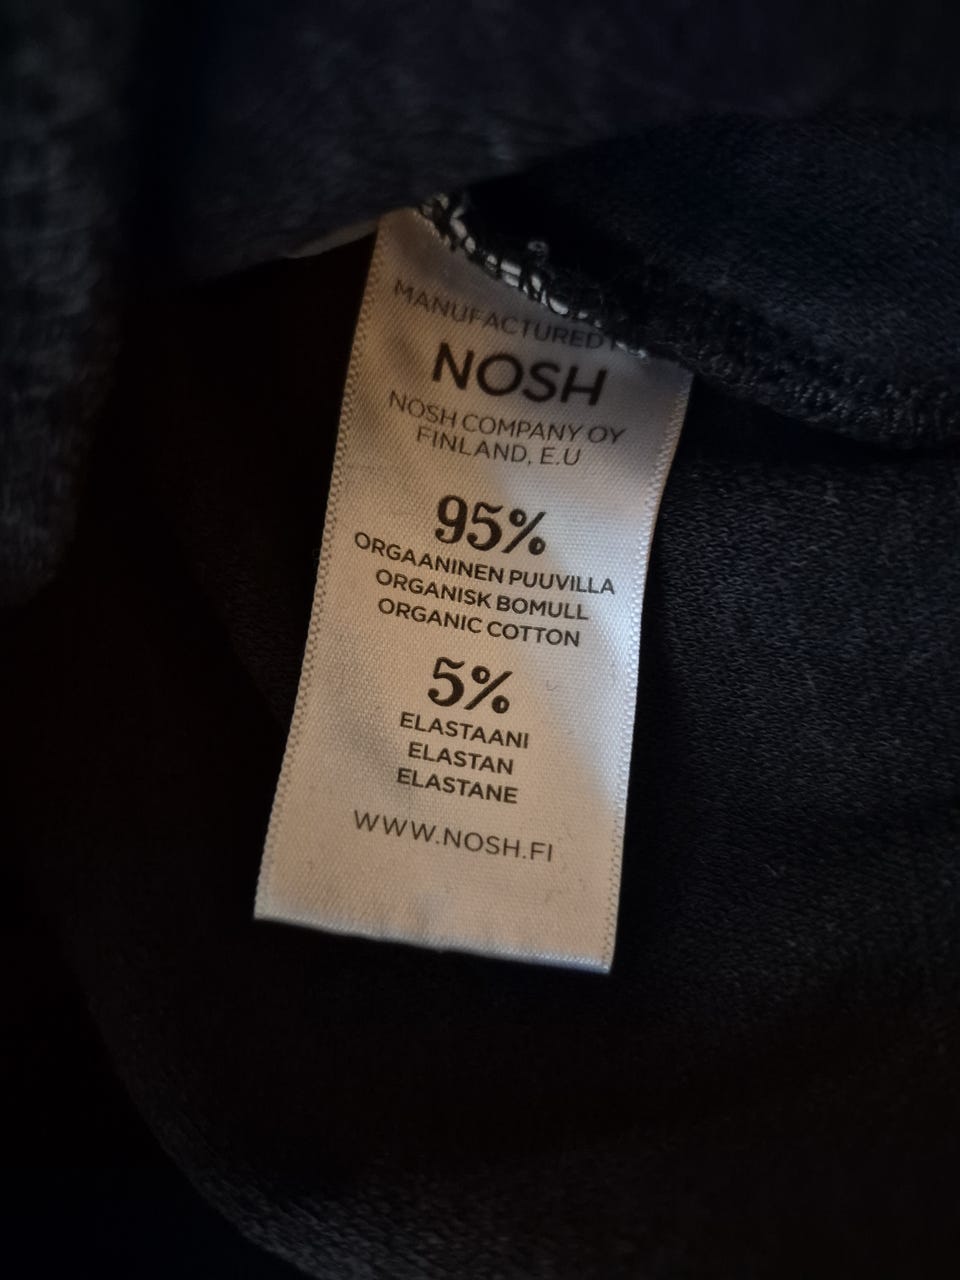 MANUFACTURED
NOSH
NOSH COMPANY OY
FINLAND, E.U
95%
ORGAANINEN PUUVILLA
ORGANISK BOMULL
ORGANIC COTTON
5%
ELASTAANI
ELASTAN
ELASTANE
WWW.NOSH.FI